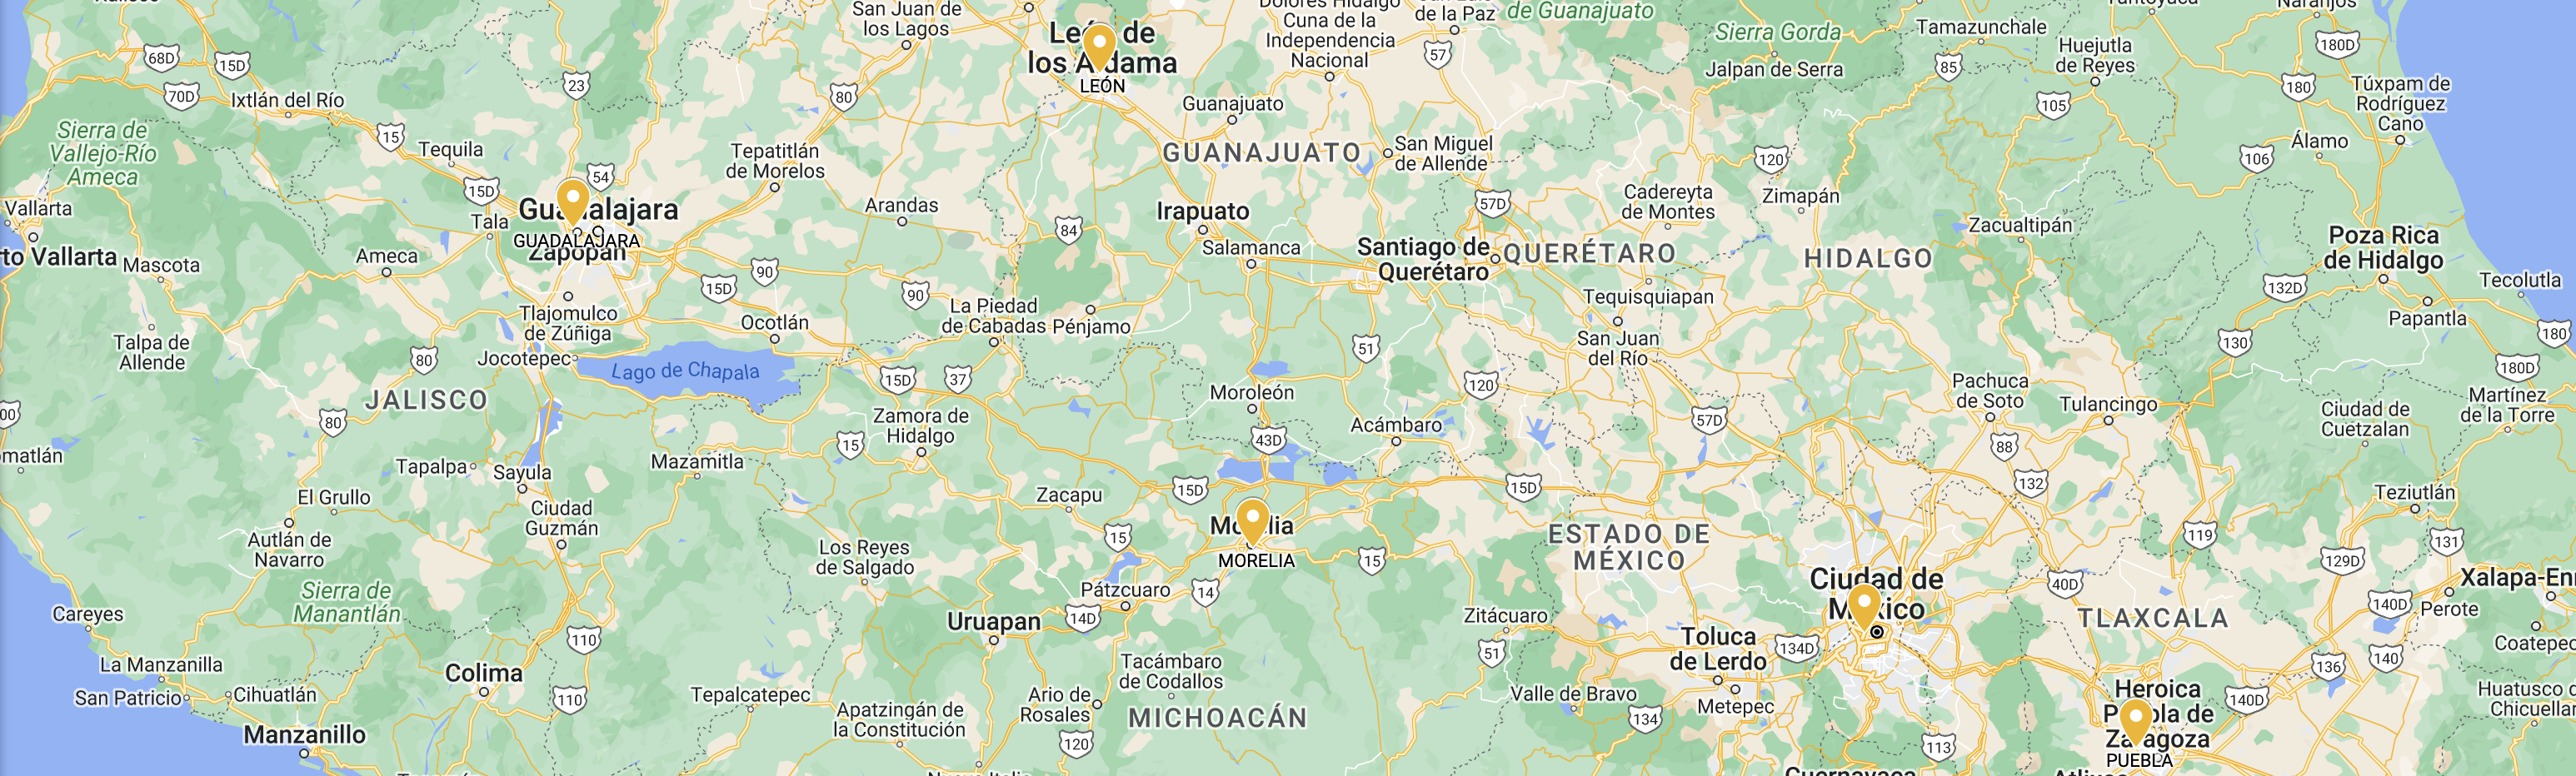 San Juan de
los Lagos
León de
los Aldama
LEÓN
Dolores Hidalgo
Cuna de la
Independencia
Nacional
de la Paz
de Guanajuato
57
Sierra Gorda
Jalpan de Serra
Tamazunchale
85
Huejutla
de Reyes
Naranjos
180D
68D
15D
70D
Ixtlán del Río
23
80
180
Túxpam de
Rodríguez
Cano
Guanajuato
105
Sierra de
Vallejo-Río
Ameca
15
Tequila
Tepatitlán
de Morelos
GUANAJUATO
San Miguel
de Allende
120
Álamo
106
54
15D
Guadalajara
Vallarta
Tala
GUADALAJARA
Zapopan
Arandas
84
Irapuato
Salamanca
57D
Cadereyta
de Montes
Zimapán
Zacualtipán
Santiago de
Querétaro
QUERÉTARO
HIDALGO
Poza Rica
de Hidalgo
rto Vallarta
Mascota
Ameca
90
15D
90
132D
Tecolutla
Tlajomulco
de Zúñiga
Ocotlán
La Piedad
de Cabadas
Pénjamo
Tequisquiapan
Papantla
180
Talpa de
Allende
80
Jocotepec
Lago de Chapala
15D
37
51
San Juan
del Río
130
180D
120
JALISCO
00
80
Moroleón
Pachuca
de Soto
Tulancingo
Ciudad de
Cuetzalan
Martínez
de la Torre
Zamora de
Hidalgo
15
43D
Acámbaro
57D
88
matlán
Tapalpa
Sayula
Mazamitla
El Grullo
Zacapu
15D
15D
132
Teziutlán
Ciudad
Guzmán
Autlán de
Navarro
Morelia
MORELIA
15
15
ESTADO DE
MÉXICO
119
131
129D
Los Reyes
de Salgado
Sierra de
Manantlán
Pátzcuaro
14
Ciudad de
México
40D
Xalapa-En
Careyes
Uruapan
14D
Zitácuaro
TLAXCALA
140D
Perote
110
Toluca
de Lerdo
134D
51
136
140
Coatepec
La Manzanilla
San Patricio
Cihuatlán
Colima
110
Tepalcatepec
Tacámbaro
de Codallos
Ario de
Rosales
Valle de Bravo
Metepec
Heroica
Puebla de
Zaragoza
PUEBLA
140D
Huatusco d
Chicuellar
Manzanillo
Apatzingán de
la Constitución
MICHOACÁN
120
134
113
Cuernavaca